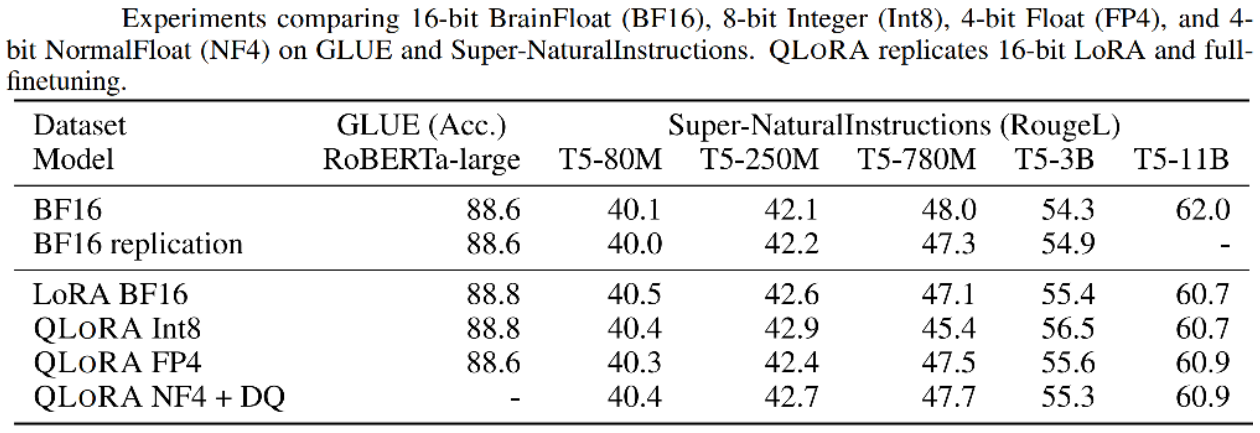 Experiments comparing 16-bit BrainFloat (BF16), 8-bit Integer (Int8), 4-bit Float (FP4), and 4-
bit NormalFloat (NF4) on GLUE and Super-NaturalInstructions. QLORA replicates 16-bit LoRA and full-
finetuning.
Dataset GLUE (Acc.) Super-NaturalInstructions (RougeL)
Model RoBERTa-large T5-80M T5-250M T5-780M T5-3B T5-11B
BF16 88.6 40.1 42.1 48.0 54.3 62.0
BF16 replication 88.6 40.0 42.2 47.3 54.9 -
LoRA BF16 88.8 40.5 42.6 47.1 55.4 60.7
QLORA Int8 88.8 40.4 42.9 45.4 56.5 60.7
QLORA FP4 88.6 40.3 42.4 47.5 55.6 60.9
QLORA NF4 + DQ - 40.4 42.7 47.7 55.3 60.9